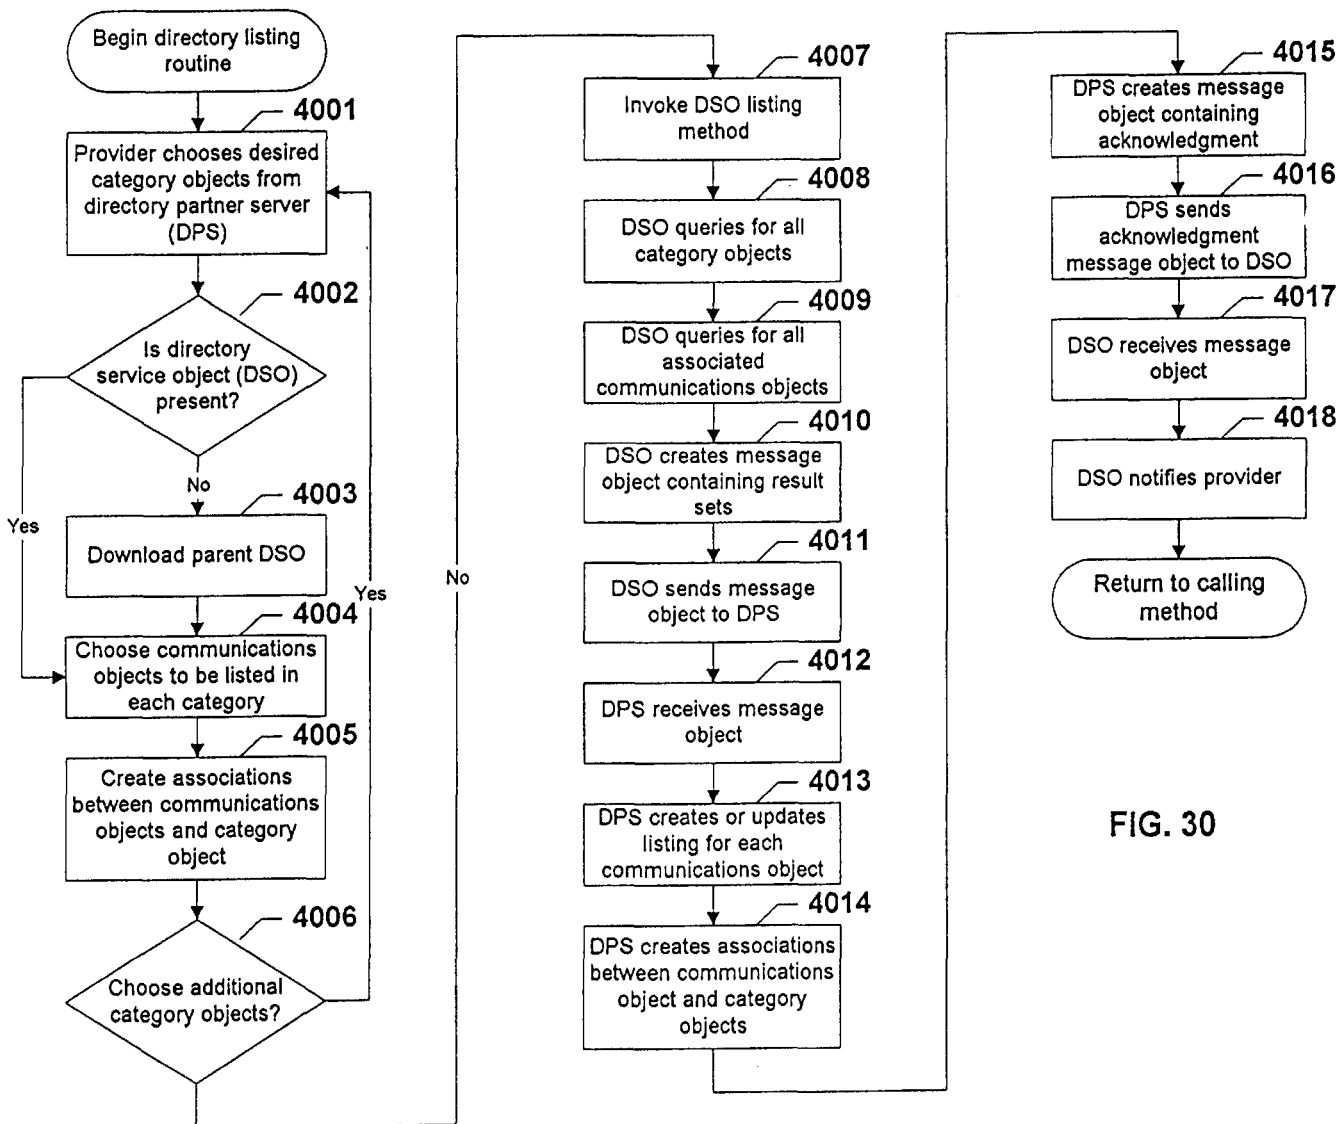 Begin directory listing
routine
4001
Provider chooses desired
category objects from
directory partner server
(DPS)
4002
Is directory
service object (DSO)
present?
No
Yes
4003
Download parent DSO
4004
Choose communications
objects to be listed in
each category
4005
Create associations
between communications
objects and category
object
4006
Choose additional
category objects?
Yes
No
4007
Invoke DSO listing
method
4008
DSO queries for all
category objects
4009
DSO queries for all
associated
communications objects
4010
DSO creates message
object containing result
sets
4011
DSO sends message
object to DPS
4012
DPS receives message
object
4013
DPS creates or updates
listing for each
communications object
4014
DPS creates associations
between communications
object and category
objects
4015
DPS creates message
object containing
acknowledgment
4016
DPS sends
acknowledgment
message object to DSO
4017
DSO receives message
object
4018
DSO notifies provider
Return to calling
method
FIG. 30